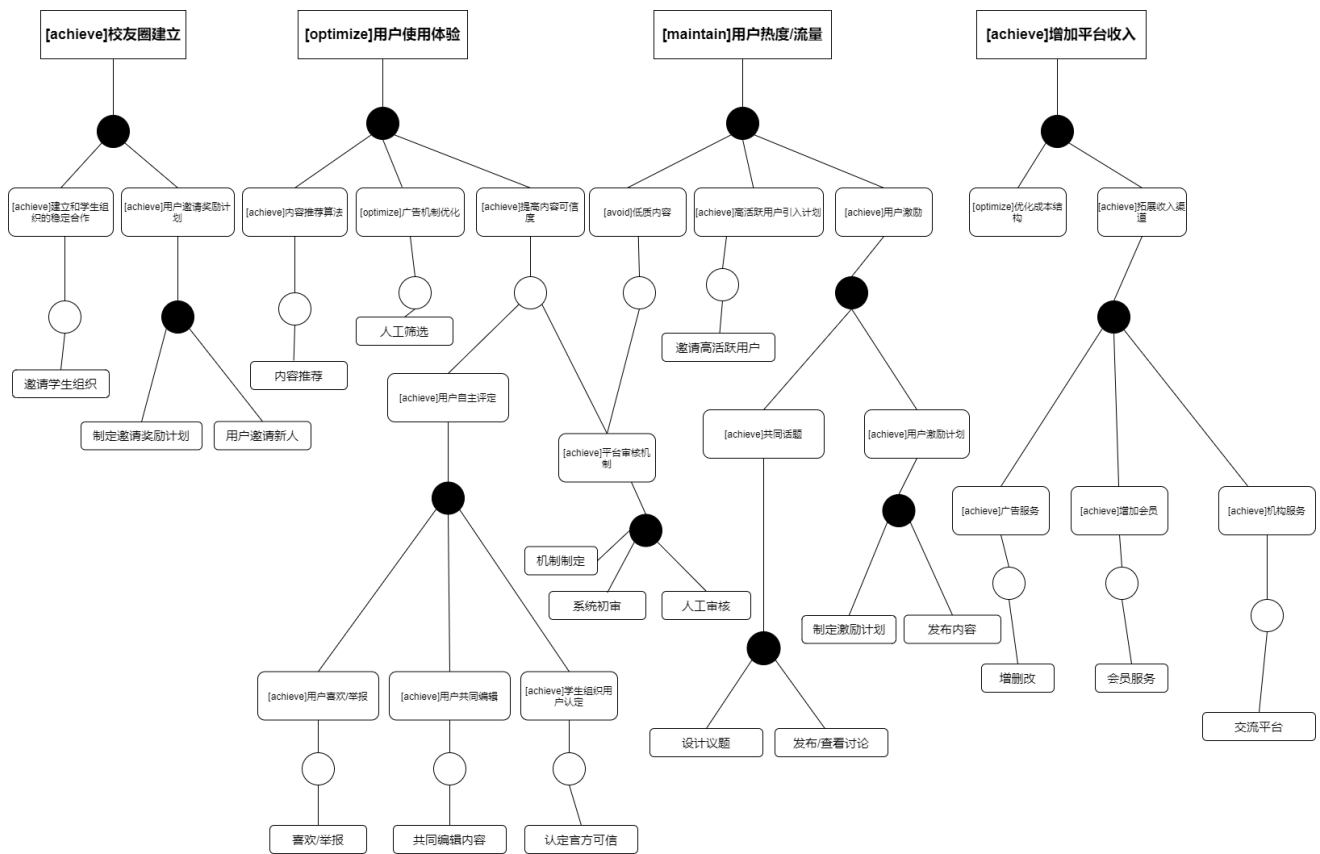 [achieve]校友圈建立
[optimize]用户使用体验
[maintain]用户热度/流量
[achieve]增加平台收入
[achieve]建立和学生组
织的稳定合作
[achieve]用户邀请奖励计
划
[achieve]内容推荐算法
[optimize]广告机制优化
[achieve]提高内容可信
度
[avoid]低质内容
[achieve]高活跃用户引入计划
[achieve]用户激励
[optimize]优化成本结
构
[achieve]拓展收入渠
道
人工筛选
邀请高活跃用户
邀请学生组织
内容推荐
[achieve]用户自主评定
制定邀请奖励计划
用户邀请新人
[achieve]共同话题
[achieve]用户激励计划
[achieve]平台审核机
制
[achieve]广告服务
[achieve]增加会员
[achieve]机构服务
机制制定
系统初审
人工审核
制定激励计划
发布内容
增删改
会员服务
[achieve]用户喜欢/举报
[achieve]用户共同编辑
[achieve]学生组织用
户认定
交流平台
设计议题
发布/查看讨论
喜欢/举报
共同编辑内容
认定官方可信